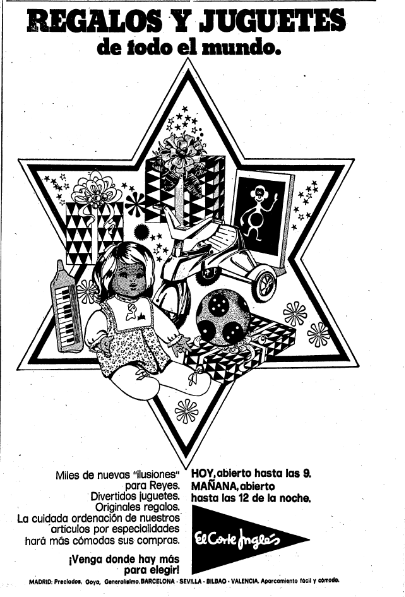 REGALOS Y JUGUETES
de todo el mundo.
Miles de nuevas "ilusiones"
para Reyes.
Divertidos juguetes.
Originales regalos.
La cuidada ordenación de nuestros
artículos por especialidades
hará más cómodas sus compras.
¡Venga donde hay más
para elegir!
HOY, abierto hasta las 9.
MAÑANA, abierto
hasta las 12 de la noche.
El Corte Inglés
MADRID: Preciados. Goya, Generalísimo. BARCELONA - SEVILLA - BILBAO - VALENCIA. Aparcamiento fácil y cómodo.